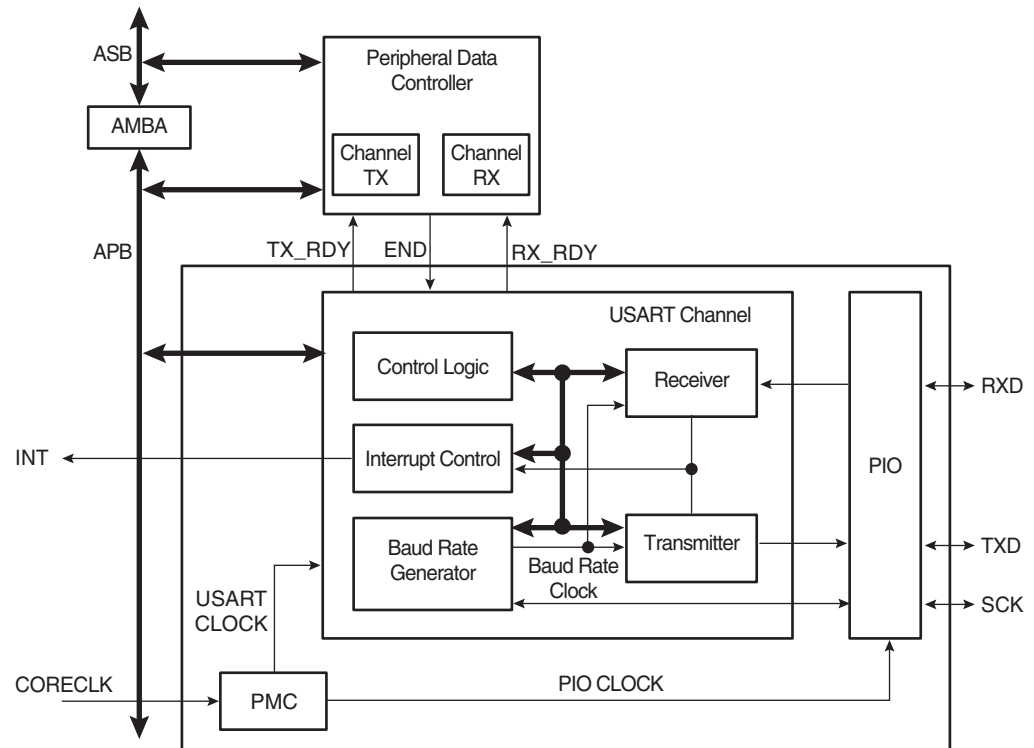 ASB
Peripheral Data
Controller
AMBA
Channel
TX
Channel
RX
APB
TX_RDY
END
RX_RDY
USART Channel
Control Logic
Receiver
RXD
INT
Interrupt Control
PIO
Baud Rate
Generator
Transmitter
TXD
Baud Rate
Clock
USART
CLOCK
SCK
CORECLK
PMC
PIO CLOCK